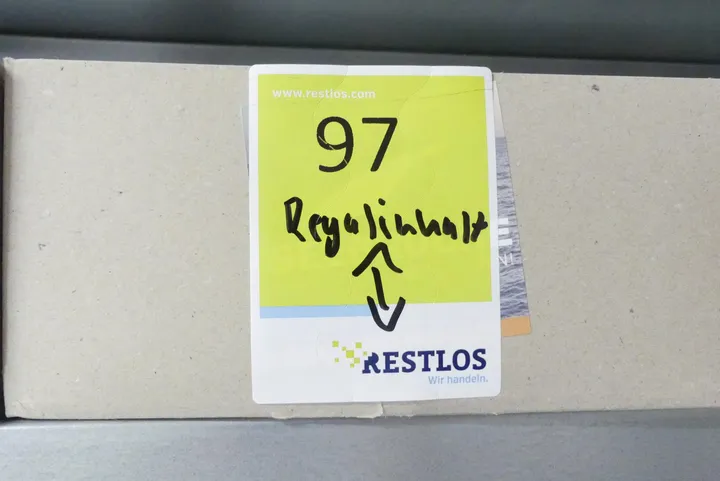 www.restlos.com
97
Regalinhalt
RESTLOS
Wir handeln.